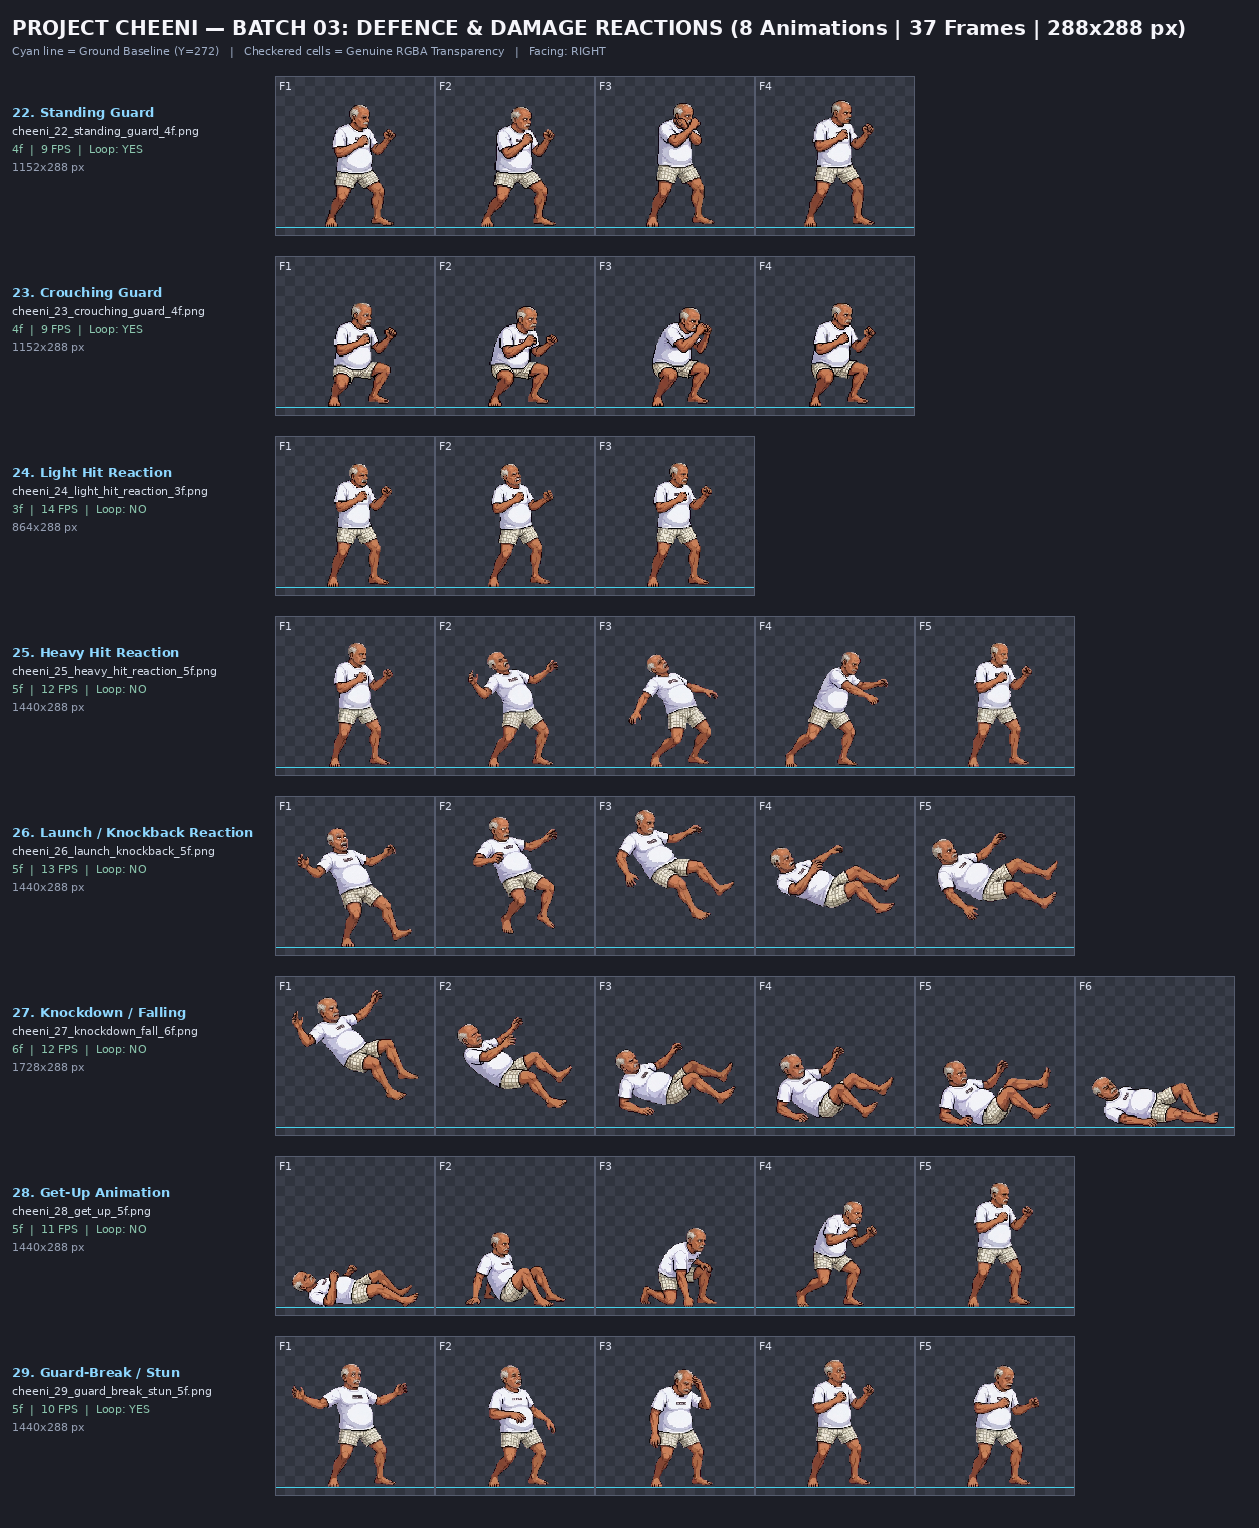 PROJECT CHEENI — BATCH 03: DEFENCE & DAMAGE REACTIONS (8 Animations | 37 Frames | 288x288 px)
Cyan line = Ground Baseline (Y=272)   |   Checkered cells = Genuine RGBA Transparency   |   Facing: RIGHT
F1 F2 F3 F4
22. Standing Guard
cheeni_22_standing_guard_4f.png
4f | 9 FPS | Loop: YES
1152x288 px
F1 F2 F3 F4
23. Crouching Guard
cheeni_23_crouching_guard_4f.png
4f | 9 FPS | Loop: YES
1152x288 px
F1 F2 F3
24. Light Hit Reaction
cheeni_24_light_hit_reaction_3f.png
3f | 14 FPS | Loop: NO
864x288 px
F1 F2 F3 F4 F5
25. Heavy Hit Reaction
cheeni_25_heavy_hit_reaction_5f.png
5f | 12 FPS | Loop: NO
1440x288 px
F1 F2 F3 F4 F5
26. Launch / Knockback Reaction
cheeni_26_launch_knockback_5f.png
5f | 13 FPS | Loop: NO
1440x288 px
F1 F2 F3 F4 F5 F6
27. Knockdown / Falling
cheeni_27_knockdown_fall_6f.png
6f | 12 FPS | Loop: NO
1728x288 px
F1 F2 F3 F4 F5
28. Get-Up Animation
cheeni_28_get_up_5f.png
5f | 11 FPS | Loop: NO
1440x288 px
F1 F2 F3 F4 F5
29. Guard-Break / Stun
cheeni_29_guard_break_stun_5f.png
5f | 10 FPS | Loop: YES
1440x288 px